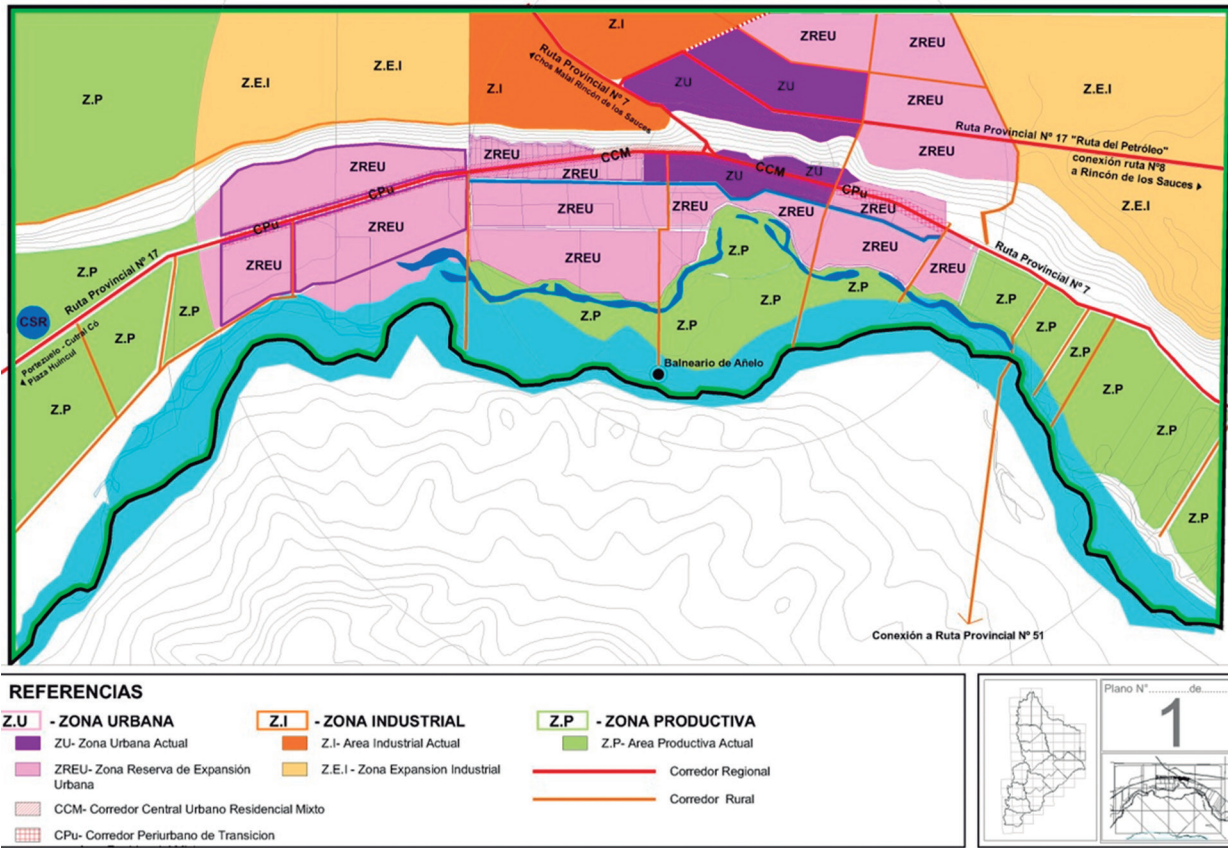 Z.I
ZREU
ZREU
Ruta Provincial Nº 7
Chos Malal Rincón de los Sauces
Z.E.I
Z.E.I
Z.P
Z.I
ZU
ZU
ZREU
Z.E.I
Ruta Provincial Nº 17 "Ruta del Petróleo"
conexión ruta Nº8
a Rincón de los Sauces
ZREU
ZREU
ZREU
CCM
ZREU
ZU
CCM
ZU
CPu
CPu
ZREU
ZREU
ZREU
ZREU
ZREU
Z.E.I
CPu
ZREU
ZREU
ZREU
ZREU
Z.P
ZREU
ZREU
Ruta Provincial Nº 7
Z.P
Ruta Provincial Nº 17
Z.P
Z.P
Z.P
Z.P
Z.P
CSR
Z.P
Z.P
Z.P
Z.P
Portezuelo - Cutral Có
Plaza Huincul
Balneario de Añelo
Z.P
Z.P
Z.P
Z.P
Z.P
Conexión a Ruta Provincial Nº 51
REFERENCIAS
Z.U - ZONA URBANA
ZU- Zona Urbana Actual
ZREU- Zona Reserva de Expansión
Urbana
CCM- Corredor Central Urbano Residencial Mixto
CPu- Corredor Periurbano de Transicion
Z.I - ZONA INDUSTRIAL
Z.I- Area Industrial Actual
Z.E.I - Zona Expansion Industrial
Z.P - ZONA PRODUCTIVA
Z.P- Area Productiva Actual
Corredor Regional
Corredor Rural
Plano N°..........de......
1